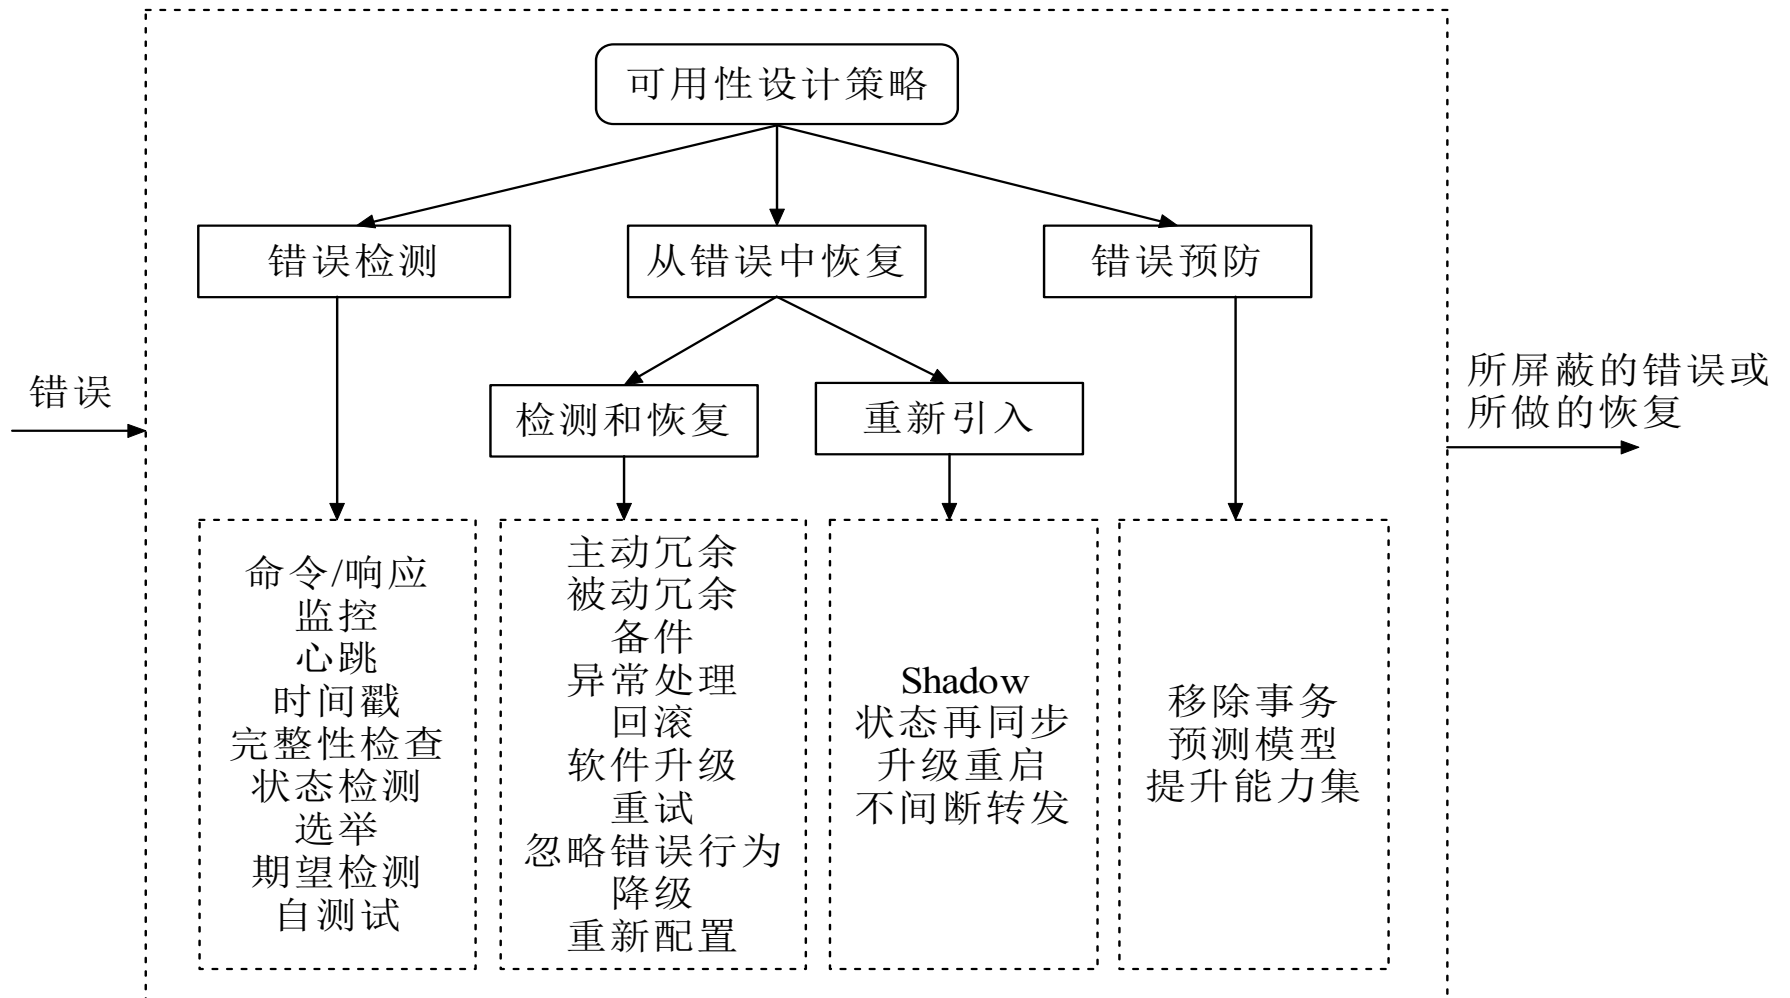 可用性设计策略
错误检测
从错误中恢复
错误预防
错误
检测和恢复
重新引入
所屏蔽的错误或
所做的恢复
命令/响应
监控
心跳
时间戳
完整性检查
状态检测
选举
期望检测
自测试
主动冗余
被动冗余
备件
异常处理
回滚
软件升级
重试
忽略错误行为
降级
重新配置
Shadow
状态再同步
升级重启
不间断转发
移除事务
预测模型
提升能力集